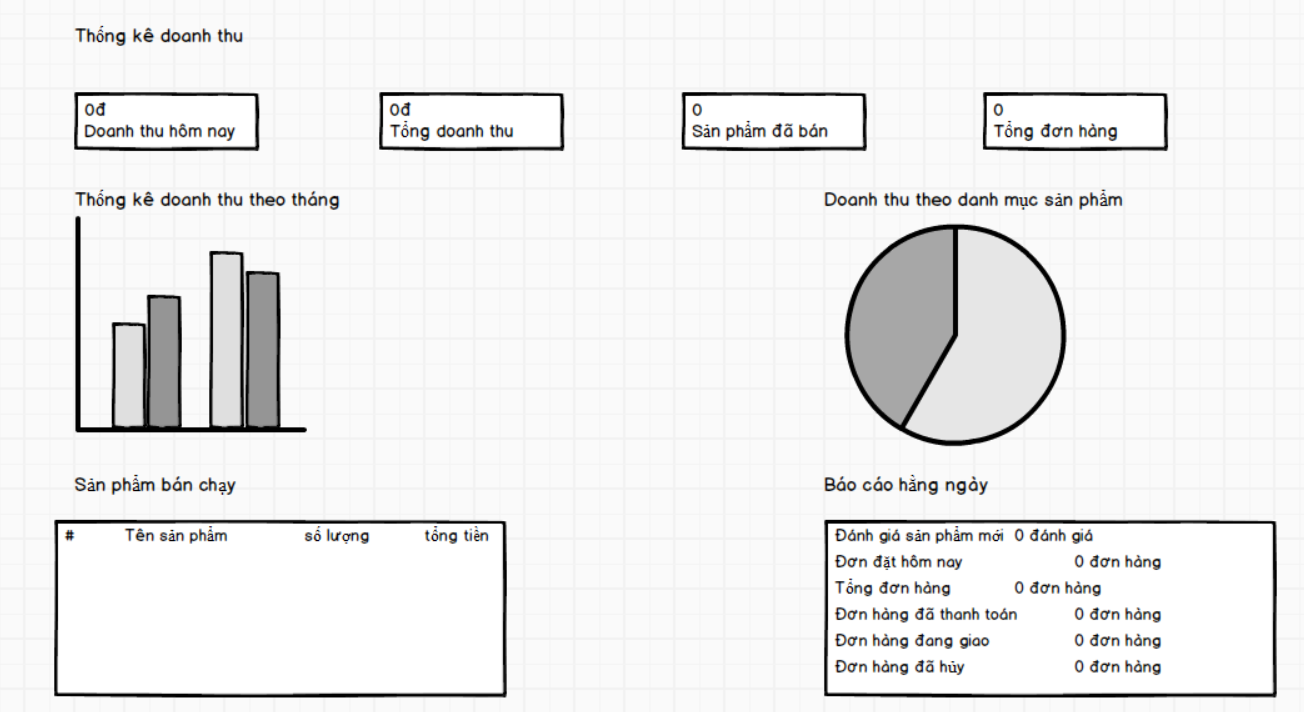 Thống kê doanh thu
0đ
Doanh thu hôm nay
0đ
Tổng doanh thu
0
Sản phẩm đã bán
0
Tổng đơn hàng
Thống kê doanh thu theo tháng
Doanh thu theo danh mục sản phẩm
Sản phẩm bán chạy
# Tên sản phẩm số lượng tổng tiền
Báo cáo hằng ngày
Đánh giá sản phẩm mới 0 đánh giá
Đơn đặt hôm nay 0 đơn hàng
Tổng đơn hàng 0 đơn hàng
Đơn hàng đã thanh toán 0 đơn hàng
Đơn hàng đang giao 0 đơn hàng
Đơn hàng đã hủy 0 đơn hàng